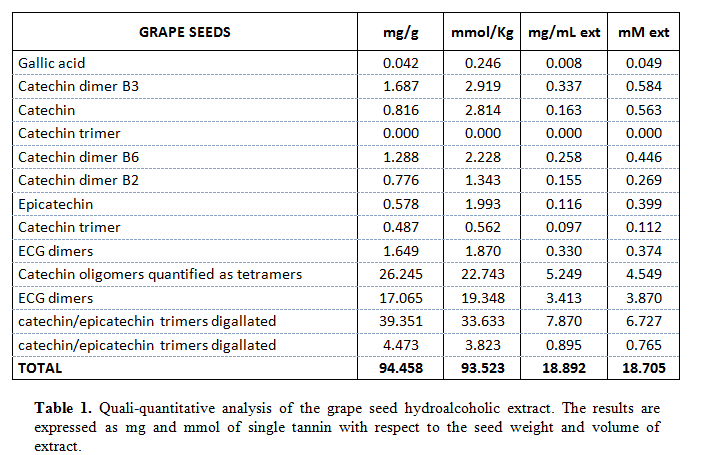 GRAPE SEEDS mg/g mmol/Kg mg/mL ext mM ext
Gallic acid 0.042 0.246 0.008 0.049
Catechin dimer B3 1.687 2.919 0.337 0.584
Catechin 0.816 2.814 0.163 0.563
Catechin trimer 0.000 0.000 0.000 0.000
Catechin dimer B6 1.288 2.228 0.258 0.446
Catechin dimer B2 0.776 1.343 0.155 0.269
Epicatechin 0.578 1.993 0.116 0.399
Catechin trimer 0.487 0.562 0.097 0.112
ECG dimers 1.649 1.870 0.330 0.374
Catechin oligomers quantified as tetramers 26.245 22.743 5.249 4.549
ECG dimers 17.065 19.348 3.413 3.870
catechin/epicatechin trimers digallated 39.351 33.633 7.870 6.727
catechin/epicatechin trimers digallated 4.473 3.823 0.895 0.765
TOTAL 94.458 93.523 18.892 18.705
Table 1. Quali-quantitative analysis of the grape seed hydroalcoholic extract. The results are
expressed as mg and mmol of single tannin with respect to the seed weight and volume of
extract.